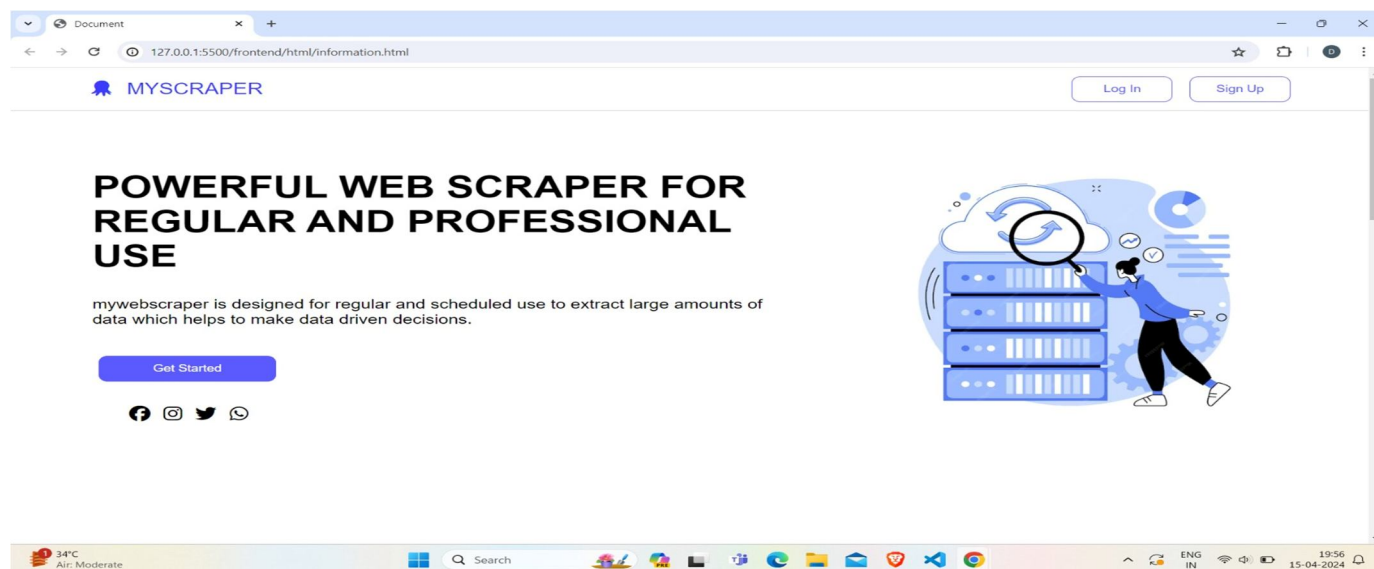 Document
127.0.0.1:5500/frontend/html/information.html
D
MYSCRAPER
Log In
Sign Up
POWERFUL WEB SCRAPER FOR
REGULAR AND PROFESSIONAL
USE
mywebscraper is designed for regular and scheduled use to extract large amounts of
data which helps to make data driven decisions.
Get Started
1
34°C
Air: Moderate
Search
PRE
ENG
IN
19:56
15-04-2024